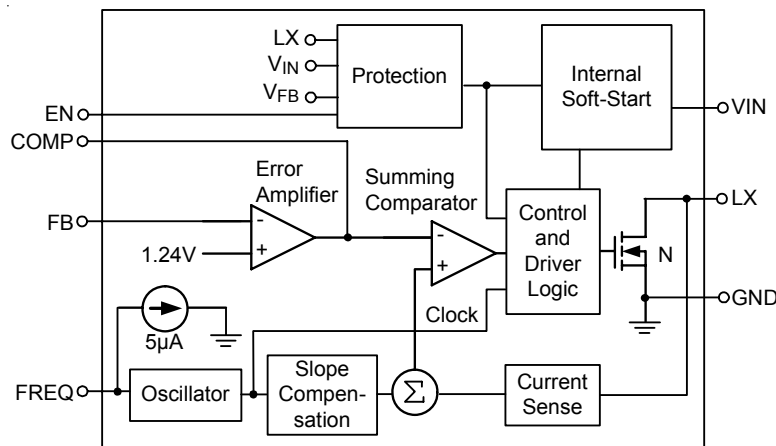 LX
VIN
VFB
Protection
Internal
Soft-Start
EN
VIN
COMP
Error
Amplifier
Summing
Comparator
LX
FB
-
+
1.24V
-
+
Control
and
Driver
Logic
N
GND
5µA
Clock
FREQ
Oscillator
Slope
Compen-
sation
Σ
Current
Sense